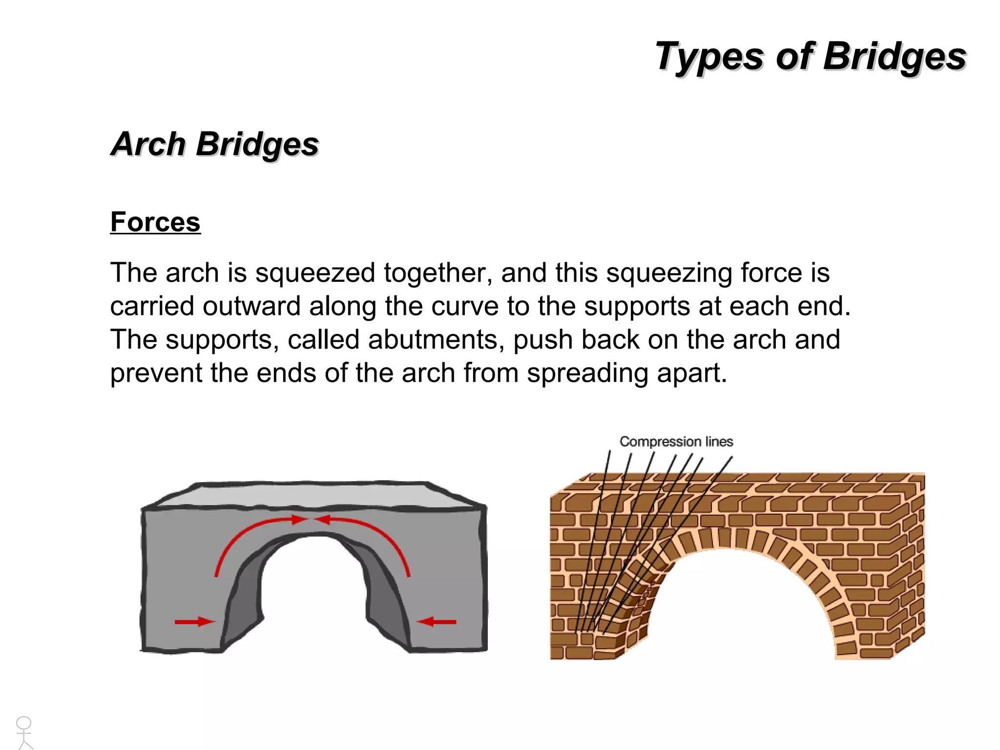 Types of Bridges
Arch Bridges
Forces
The arch is squeezed together, and this squeezing force is
carried outward along the curve to the supports at each end.
The supports, called abutments, push back on the arch and
prevent the ends of the arch from spreading apart.
Compression lines